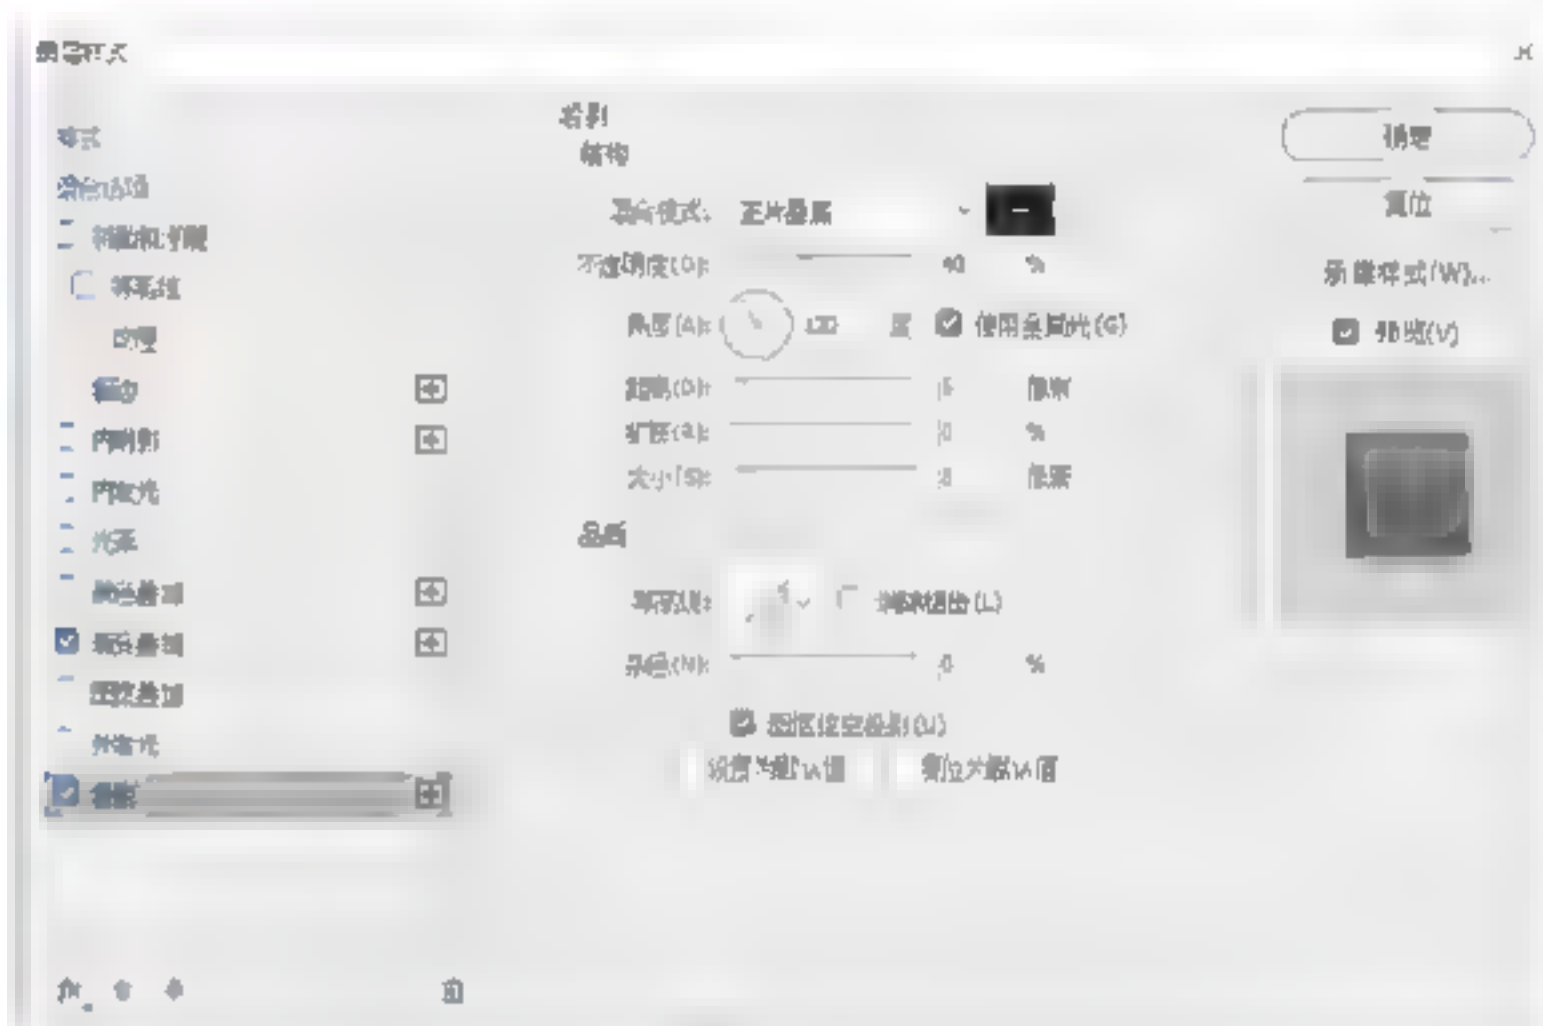 图层样式
样式
混合选项
斜面和浮雕
等高线
纹理
描边
内阴影
内发光
光泽
颜色叠加
渐变叠加
图案叠加
外发光
投影
投影
结构
混合模式: 正片叠底
不透明度(O): %
角度(A): 度 使用全局光(G)
距离(D): 像素
扩展(R): %
大小(S): 像素
品质
等高线: 消除锯齿(L)
杂色(N): 0 %
图层挖空投影(U)
设置为默认值 复位为默认值
确定
复位
新建样式(W)...
预览(V)